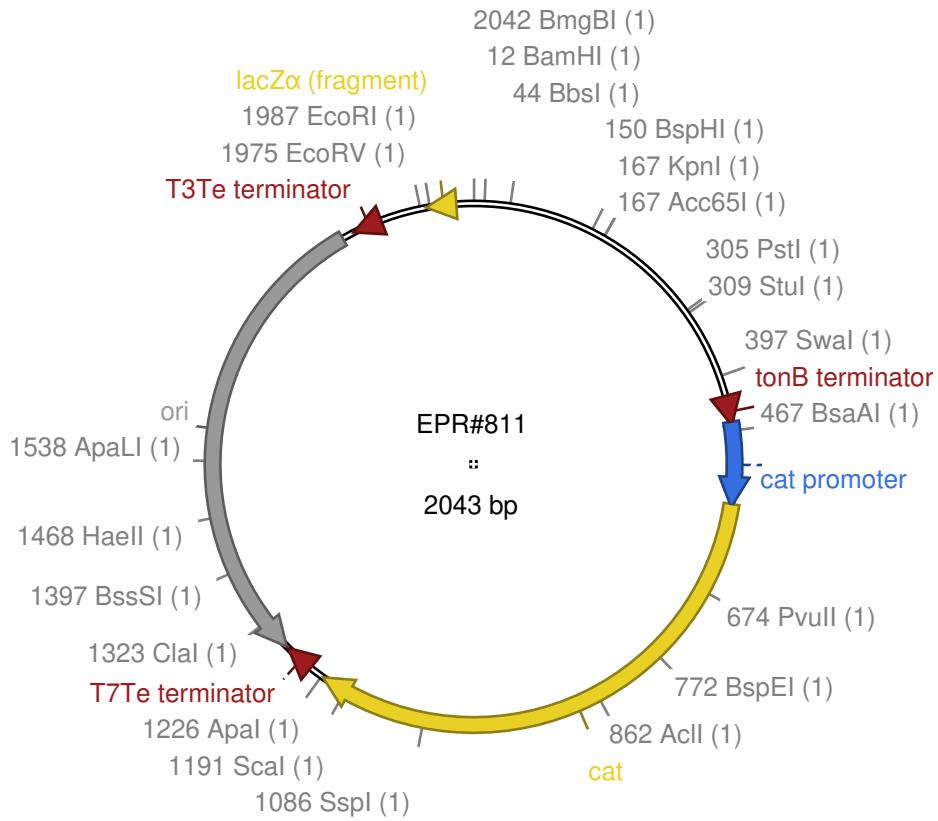 2042 BmgBI (1)
12 BamHI (1)
44 BbsI (1)
lacZα (fragment)
1987 EcoRI (1)
1975 EcoRV (1)
T3Te terminator
150 BspHI (1)
167 KpnI (1)
167 Acc65I (1)
305 PstI (1)
309 StuI (1)
397 SwaI (1)
tonB terminator
467 BsaAI (1)
cat promoter
ori
1538 ApaLI (1)
EPR#811
2043 bp
1468 HaeII (1)
1397 BssSI (1)
1323 ClaI (1)
T7Te terminator
1226 ApaI (1)
1191 ScaI (1)
1086 SspI (1)
674 PvuII (1)
772 BspEI (1)
862 AclI (1)
cat